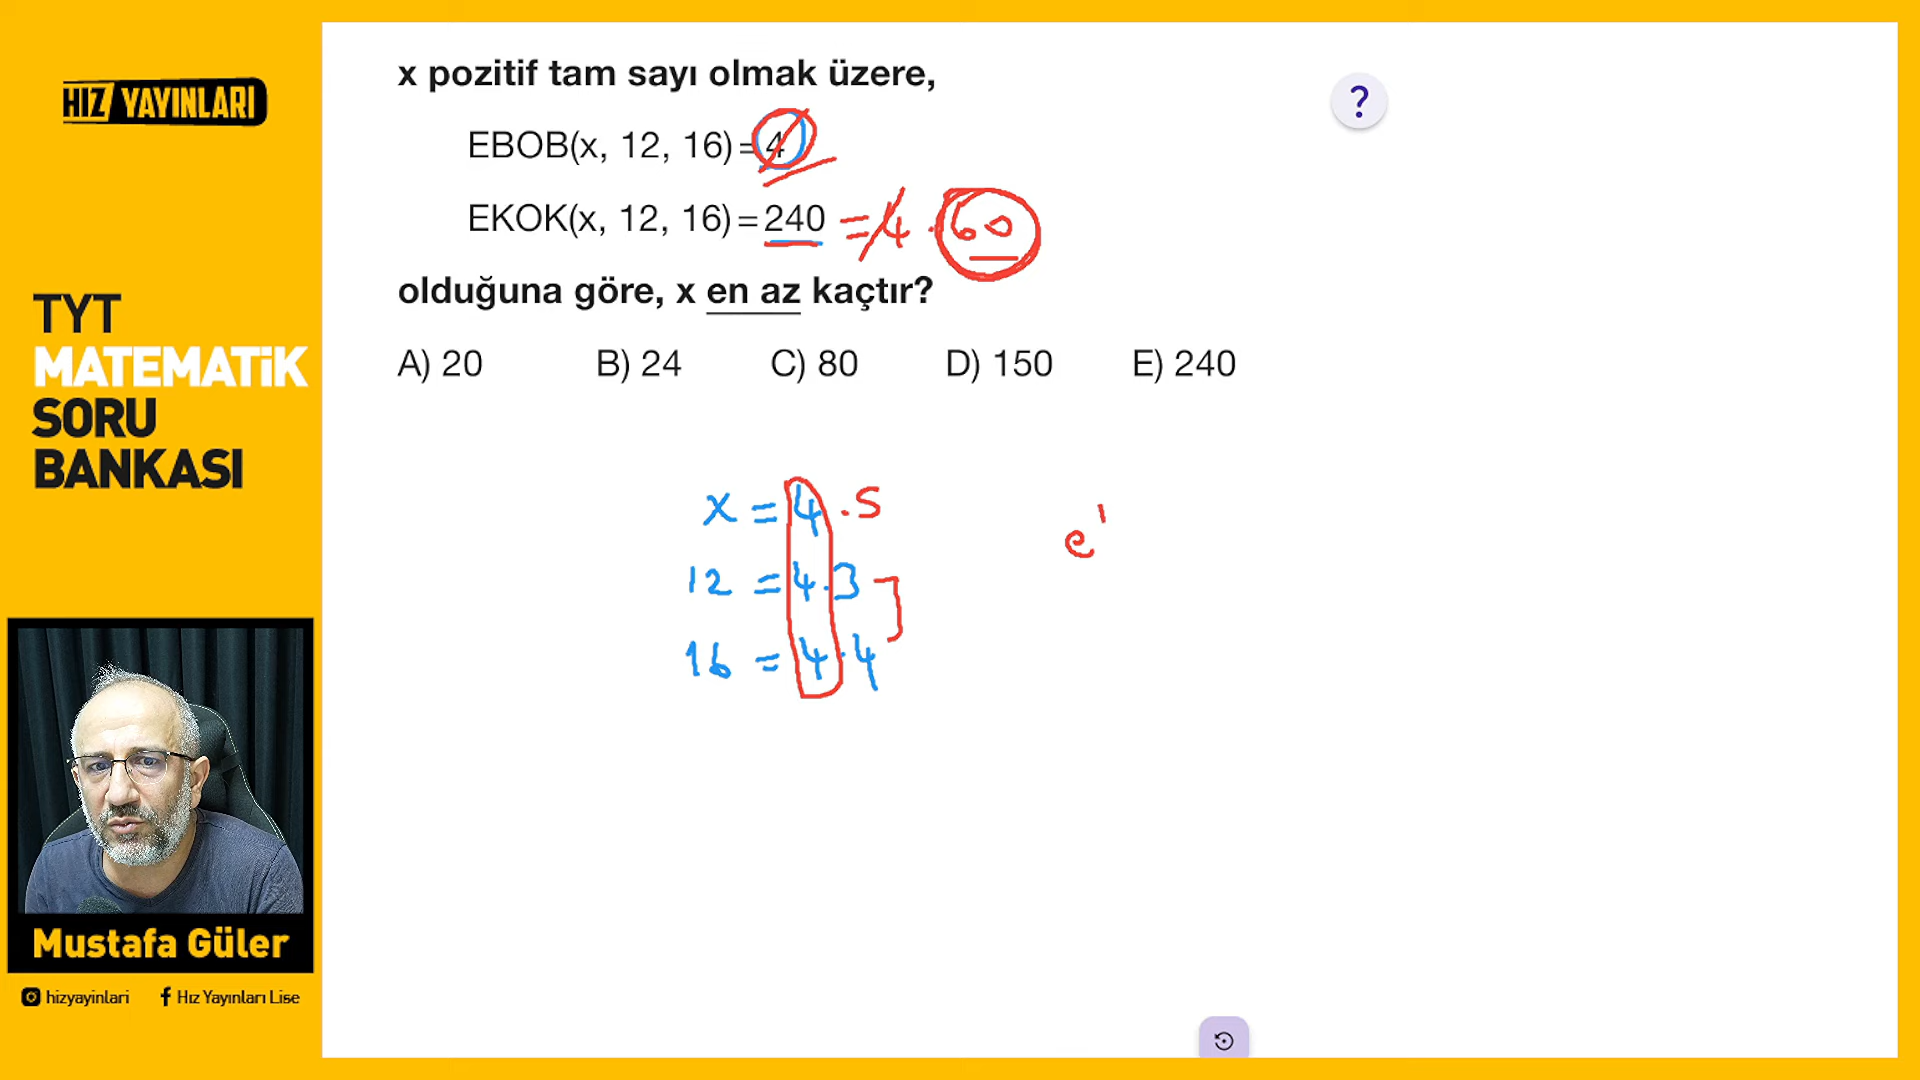 HIZ YAYINLARI
TYT
MATEMATİK
SORU
BANKASI
x pozitif tam sayı olmak üzere,
EBOB(x, 12, 16) = 4
EKOK(x, 12, 16) = 240 = 4 . 60
olduğuna göre, x en az kaçtır?
A) 20 B) 24 C) 80 D) 150 E) 240
?
x = 4 . 5
12 = 4 . 3
16 = 4 . 4
e'
Mustafa Güler
hizyayinlari Hız Yayınları Lise